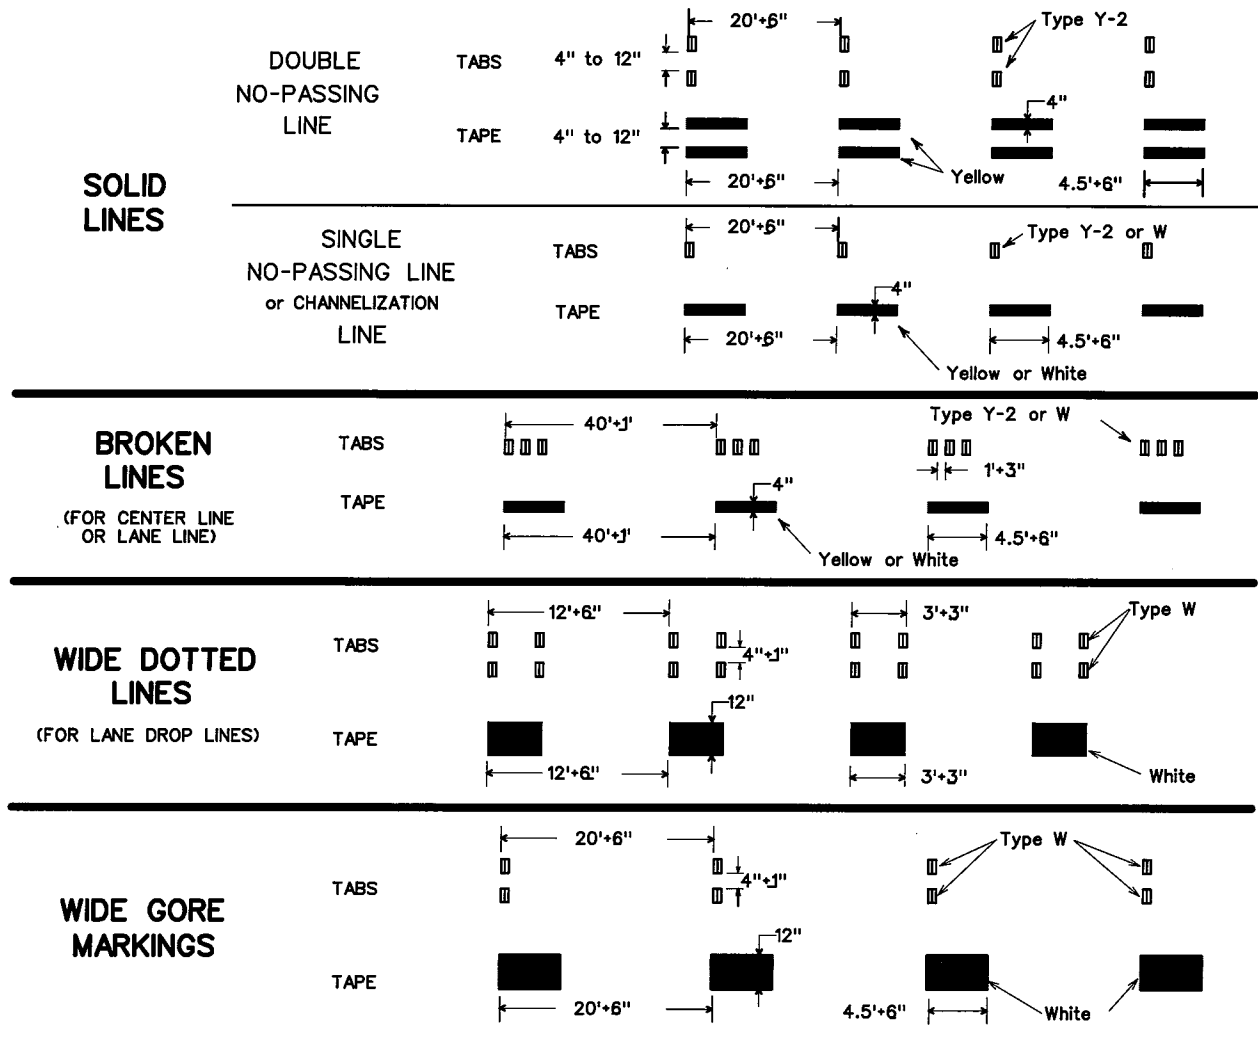 SOLID
LINES
DOUBLE
NO-PASSING
LINE
TABS
4" to 12"
20'±6"
Type Y-2
TAPE
4" to 12"
4"
Yellow
20'±6"
4.5'±6"
SINGLE
NO-PASSING LINE
or CHANNELIZATION
LINE
TABS
20'±6"
Type Y-2 or W
TAPE
4"
20'±6"
4.5'±6"
Yellow or White
BROKEN
LINES
(FOR CENTER LINE
OR LANE LINE)
TABS
40'±1'
Type Y-2 or W
1'±3"
TAPE
4"
40'±1'
4.5'±6"
Yellow or White
WIDE DOTTED
LINES
(FOR LANE DROP LINES)
TABS
12'±6"
3'±3"
Type W
4"±1"
TAPE
12"
12'±6"
3'±3"
White
WIDE GORE
MARKINGS
TABS
20'±6"
Type W
4"±1"
TAPE
12"
20'±6"
4.5'±6"
White